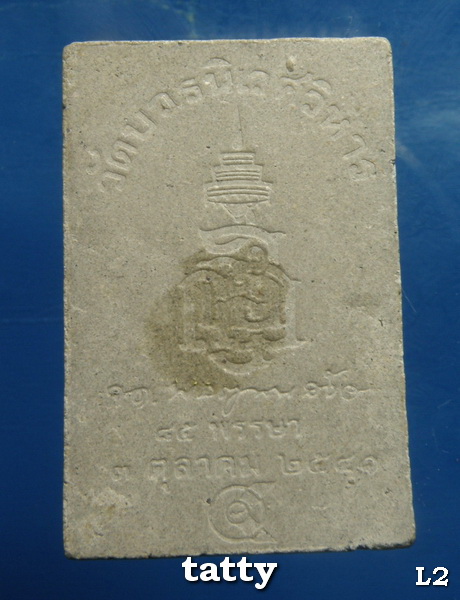 วัดบวรนิเวศวิหาร
๘๕ พรรษา
๓ ตุลาคม ๒๕๔๑
tatty
L2